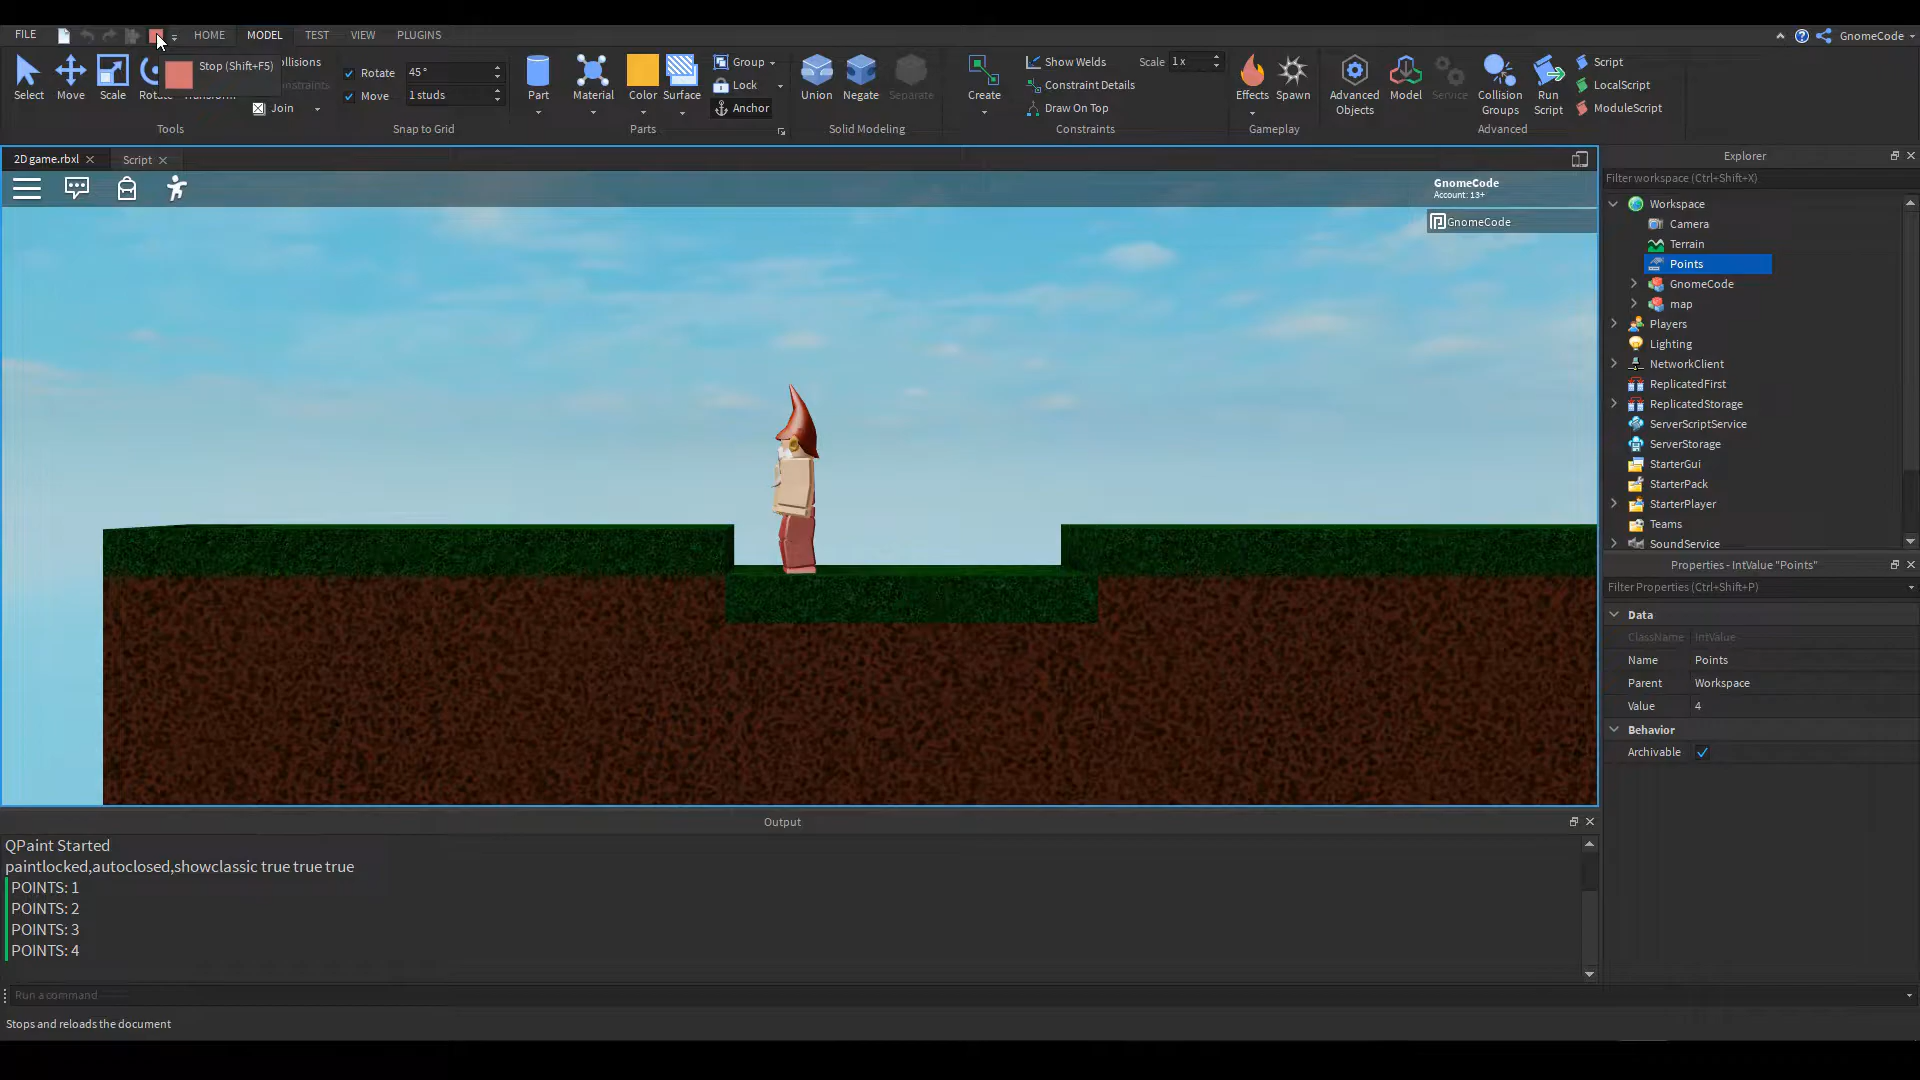 FILE
HOME
MODEL
TEST
VIEW
PLUGINS
GnomeCode
Select
Move
Scale
Rotate
Stop (Shift+F5)
Join
Tools
Rotate
45°
Move
1 studs
Snap to Grid
Part
Material
Color
Surface
Group
Lock
Anchor
Parts
Union
Negate
Separate
Solid Modeling
Create
Show Welds
Scale
1 x
Constraint Details
Draw On Top
Constraints
Effects
Spawn
Gameplay
Advanced
Objects
Model
Service
Collision
Groups
Run
Script
Script
LocalScript
ModuleScript
Advanced
2D game.rbxl
Script
GnomeCode
Account: 13+
GnomeCode
Explorer
Filter workspace (Ctrl+Shift+X)
Workspace
Camera
Terrain
Points
GnomeCode
map
Players
Lighting
NetworkClient
ReplicatedFirst
ReplicatedStorage
ServerScriptService
ServerStorage
StarterGui
StarterPack
StarterPlayer
Teams
SoundService
Properties - IntValue "Points"
Filter Properties (Ctrl+Shift+P)
Data
ClassName
IntValue
Name
Points
Parent
Workspace
Value
4
Behavior
Archivable
Output
QPaint Started
paintlocked,autoclosed,showclassic true true true
POINTS: 1
POINTS: 2
POINTS: 3
POINTS: 4
Run a command
Stops and reloads the document